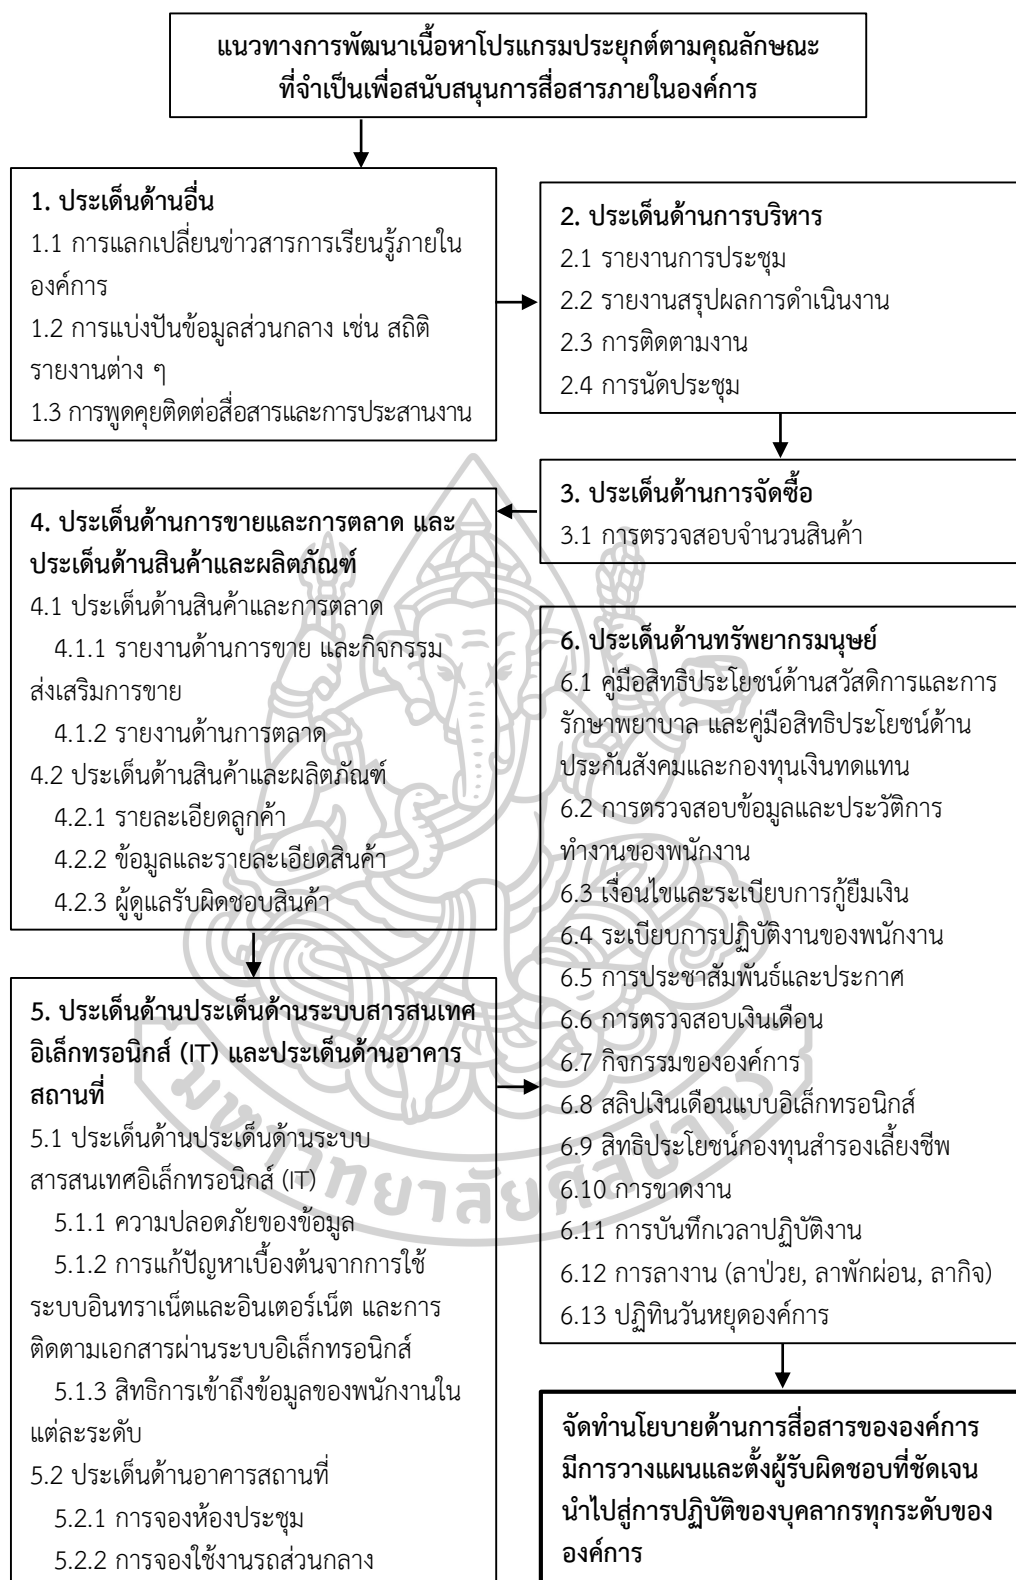 แนวทางการพัฒนาเนื้อหาโปรแกรมประยุกต์ตามคุณลักษณะ
ที่จำเป็นเพื่อสนับสนุนการสื่อสารภายในองค์การ
1. ประเด็นด้านอื่น
1.1 การแลกเปลี่ยนข่าวสารการเรียนรู้ภายใน
องค์การ
1.2 การแบ่งปันข้อมูลส่วนกลาง เช่น สถิติ
รายงานต่าง ๆ
1.3 การพูดคุยติดต่อสื่อสารและการประสานงาน
2. ประเด็นด้านการบริหาร
2.1 รายงานการประชุม
2.2 รายงานสรุปผลการดำเนินงาน
2.3 การติดตามงาน
2.4 การนัดประชุม
3. ประเด็นด้านการจัดซื้อ
3.1 การตรวจสอบจำนวนสินค้า
4. ประเด็นด้านการขายและการตลาด และ
ประเด็นด้านสินค้าและผลิตภัณฑ์
4.1 ประเด็นด้านสินค้าและการตลาด
4.1.1 รายงานด้านการขาย และกิจกรรม
ส่งเสริมการขาย
4.1.2 รายงานด้านการตลาด
4.2 ประเด็นด้านสินค้าและผลิตภัณฑ์
4.2.1 รายละเอียดลูกค้า
4.2.2 ข้อมูลและรายละเอียดสินค้า
4.2.3 ผู้ดูแลรับผิดชอบสินค้า
5. ประเด็นด้านประเด็นด้านระบบสารสนเทศ
อิเล็กทรอนิกส์ (IT) และประเด็นด้านอาคาร
สถานที่
5.1 ประเด็นด้านประเด็นด้านระบบ
สารสนเทศอิเล็กทรอนิกส์ (IT)
5.1.1 ความปลอดภัยของข้อมูล
5.1.2 การแก้ปัญหาเบื้องต้นจากการใช้
ระบบอินทราเน็ตและอินเตอร์เน็ต และการ
ติดตามเอกสารผ่านระบบอิเล็กทรอนิกส์
5.1.3 สิทธิการเข้าถึงข้อมูลของพนักงานใน
แต่ละระดับ
5.2 ประเด็นด้านอาคารสถานที่
5.2.1 การจองห้องประชุม
5.2.2 การจองใช้งานรถส่วนกลาง
6. ประเด็นด้านทรัพยากรมนุษย์
6.1 คู่มือสิทธิประโยชน์ด้านสวัสดิการและการ
รักษาพยาบาล และคู่มือสิทธิประโยชน์ด้าน
ประกันสังคมและกองทุนเงินทดแทน
6.2 การตรวจสอบข้อมูลและประวัติการ
ทำงานของพนักงาน
6.3 เงื่อนไขและระเบียบการกู้ยืมเงิน
6.4 ระเบียบการปฏิบัติงานของพนักงาน
6.5 การประชาสัมพันธ์และประกาศ
6.6 การตรวจสอบเงินเดือน
6.7 กิจกรรมขององค์การ
6.8 สลิปเงินเดือนแบบอิเล็กทรอนิกส์
6.9 สิทธิประโยชน์กองทุนสำรองเลี้ยงชีพ
6.10 การขาดงาน
6.11 การบันทึกเวลาปฏิบัติงาน
6.12 การลางาน (ลาป่วย, ลาพักผ่อน, ลากิจ)
6.13 ปฏิทินวันหยุดองค์การ
จัดทำนโยบายด้านการสื่อสารขององค์การ
มีการวางแผนและตั้งผู้รับผิดชอบที่ชัดเจน
นำไปสู่การปฏิบัติของบุคลากรทุกระดับของ
องค์การ
มหาวิทยาลัยศิลปากร